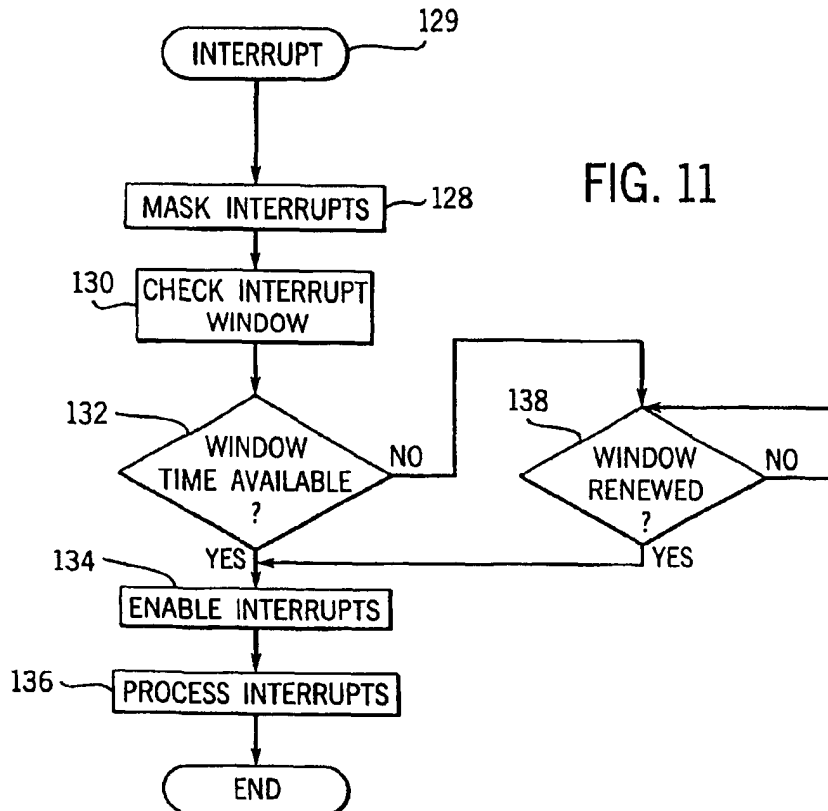 INTERRUPT
129
FIG. 11
MASK INTERRUPTS
128
130
CHECK INTERRUPT
WINDOW
132
WINDOW
TIME AVAILABLE
?
NO
YES
138
WINDOW
RENEWED
?
NO
YES
134
ENABLE INTERRUPTS
136
PROCESS INTERRUPTS
END